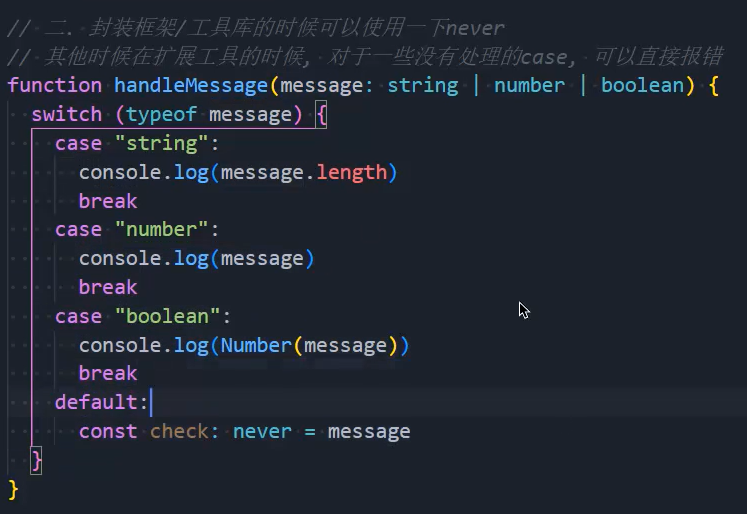 // 二. 封装框架/工具库的时候可以使用一下never
// 其他时候在扩展工具的时候, 对于一些没有处理的case, 可以直接报错
function handleMessage(message: string | number | boolean) {
  switch (typeof message) {
    case "string":
      console.log(message.length)
      break
    case "number":
      console.log(message)
      break
    case "boolean":
      console.log(Number(message))
      break
    default:
      const check: never = message
  }
}